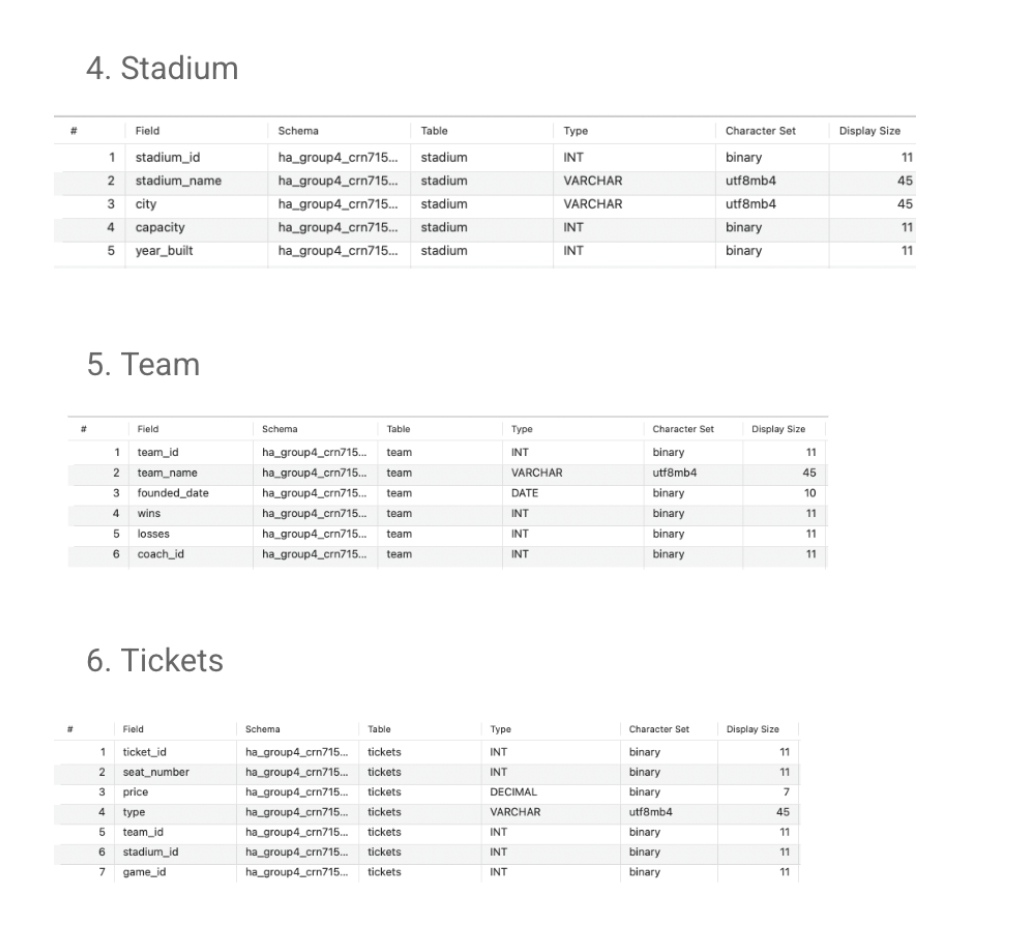 4. Stadium
# Field Schema Table Type Character Set Display Size
1 stadium_id ha_group4_crn715... stadium INT binary 11
2 stadium_name ha_group4_crn715... stadium VARCHAR utf8mb4 45
3 city ha_group4_crn715... stadium VARCHAR utf8mb4 45
4 capacity ha_group4_crn715... stadium INT binary 11
5 year_built ha_group4_crn715... stadium INT binary 11
5. Team
# Field Schema Table Type Character Set Display Size
1 team_id ha_group4_crn715... team INT binary 11
2 team_name ha_group4_crn715... team VARCHAR utf8mb4 45
3 founded_date ha_group4_crn715... team DATE binary 10
4 wins ha_group4_crn715... team INT binary 11
5 losses ha_group4_crn715... team INT binary 11
6 coach_id ha_group4_crn715... team INT binary 11
6. Tickets
# Field Schema Table Type Character Set Display Size
1 ticket_id ha_group4_crn715... tickets INT binary 11
2 seat_number ha_group4_crn715... tickets INT binary 11
3 price ha_group4_crn715... tickets DECIMAL binary 7
4 type ha_group4_crn715... tickets VARCHAR utf8mb4 45
5 team_id ha_group4_crn715... tickets INT binary 11
6 stadium_id ha_group4_crn715... tickets INT binary 11
7 game_id ha_group4_crn715... tickets INT binary 11